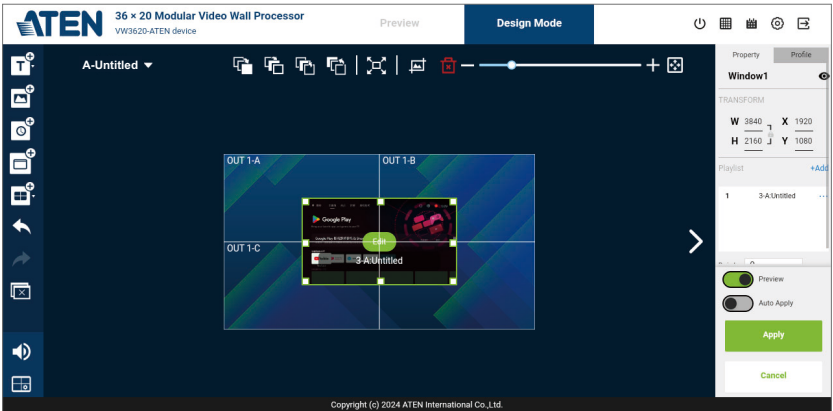 ATEN
36 × 20 Modular Video Wall Processor
VW3620-ATEN device
Preview
Design Mode
A-Untitled
T
Property
Profile
Window1
TRANSFORM
W 3840 X 1920
H 2160 Y 1080
Playlist +Add
1 3-A:Untitled ...
OUT 1-A
OUT 1-B
OUT 1-C
Google Play
Edit
3-A:Untitled
Preview
Auto Apply
Apply
Cancel
Copyright (c) 2024 ATEN International Co.,Ltd.